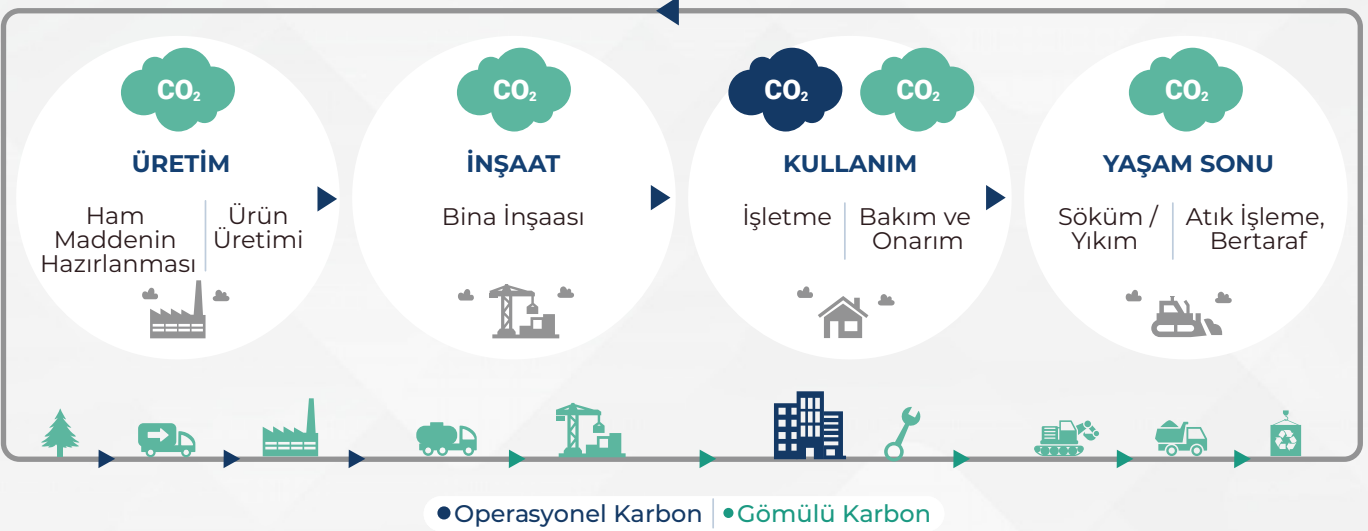 CO₂
ÜRETİM
Ham
Maddenin
Hazırlanması
Ürün
Üretimi
CO₂
İNŞAAT
Bina İnşaası
CO₂
CO₂
KULLANIM
İşletme
Bakım ve
Onarım
CO₂
YAŞAM SONU
Söküm /
Yıkım
Atık İşleme,
Bertaraf
Operasyonel Karbon
Gömülü Karbon